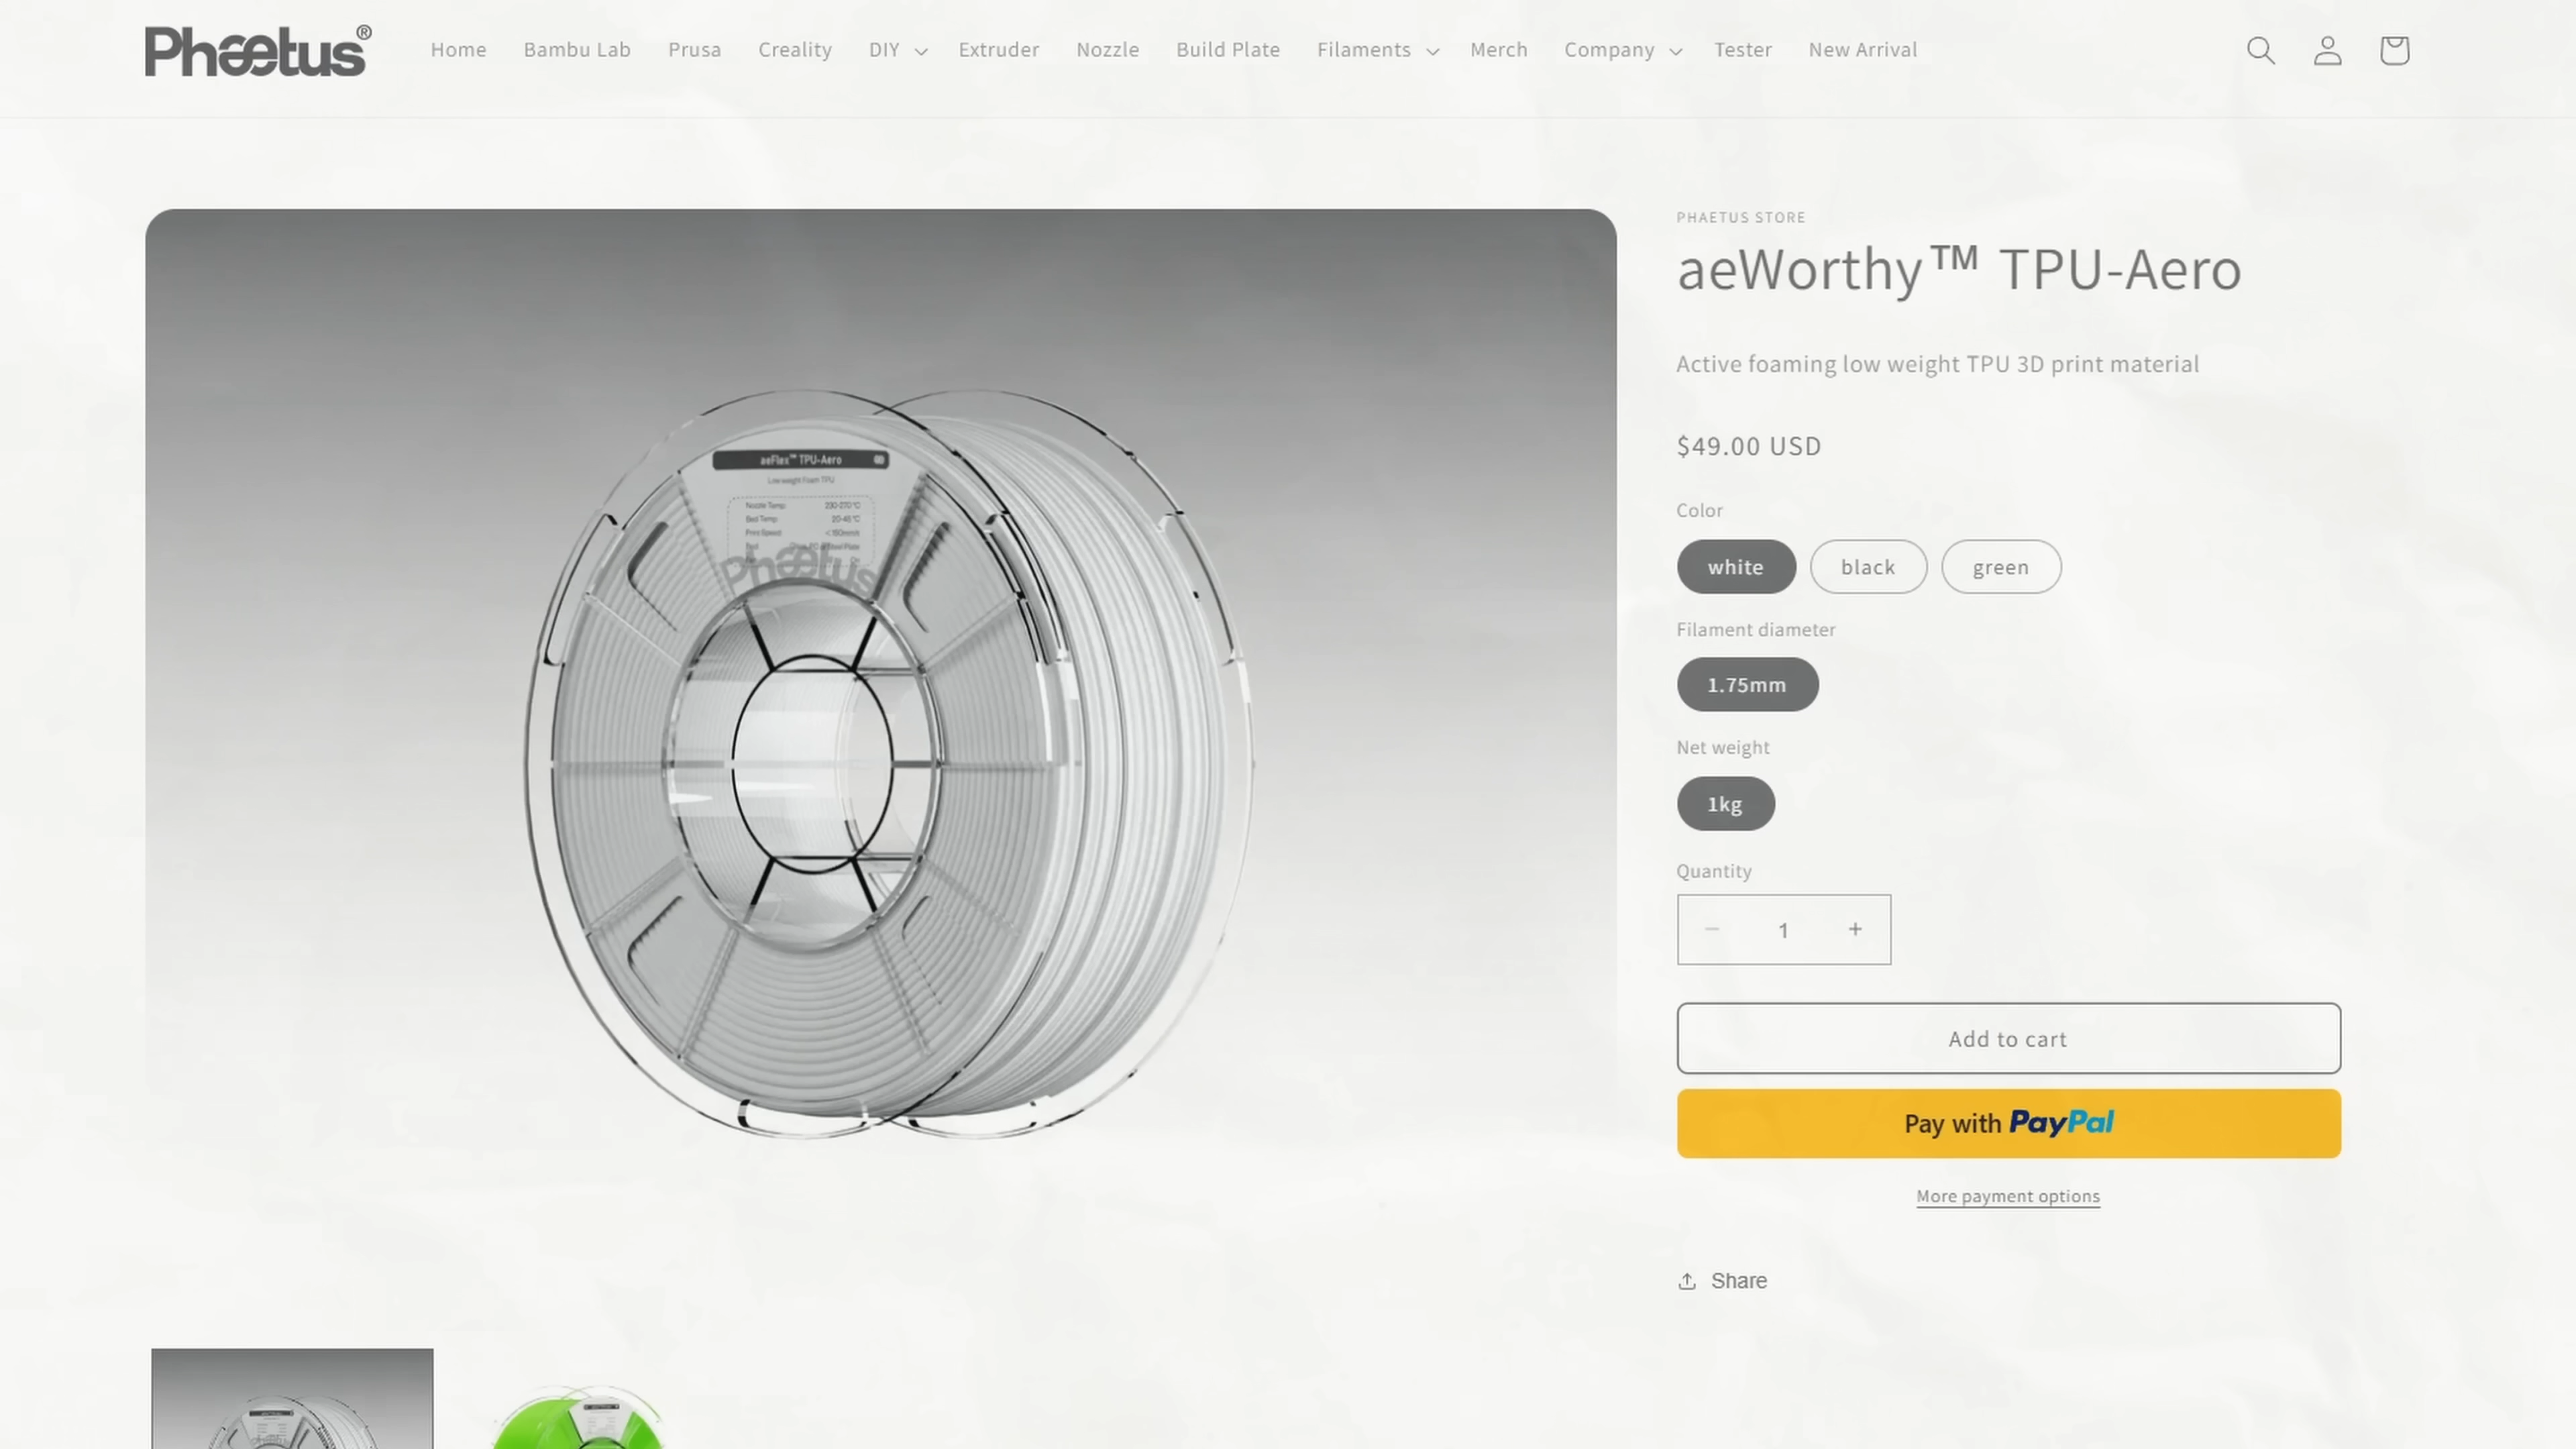 Phaetus®
Home Bambu Lab Prusa Creality DIY Extruder Nozzle Build Plate Filaments Merch Company Tester New Arrival
PHAETUS STORE
aeWorthy™ TPU-Aero
Active foaming low weight TPU 3D print material
$49.00 USD
Color
white black green
Filament diameter
1.75mm
Net weight
1kg
Quantity
− 1 +
Add to cart
Pay with PayPal
More payment options
Share
aeFlex™ TPU-Aero
Low weight Foam TPU
Nozzle Temp 230-270°C
Bed Temp 20-45°C
Print Speed <150mm/s
Phaetus